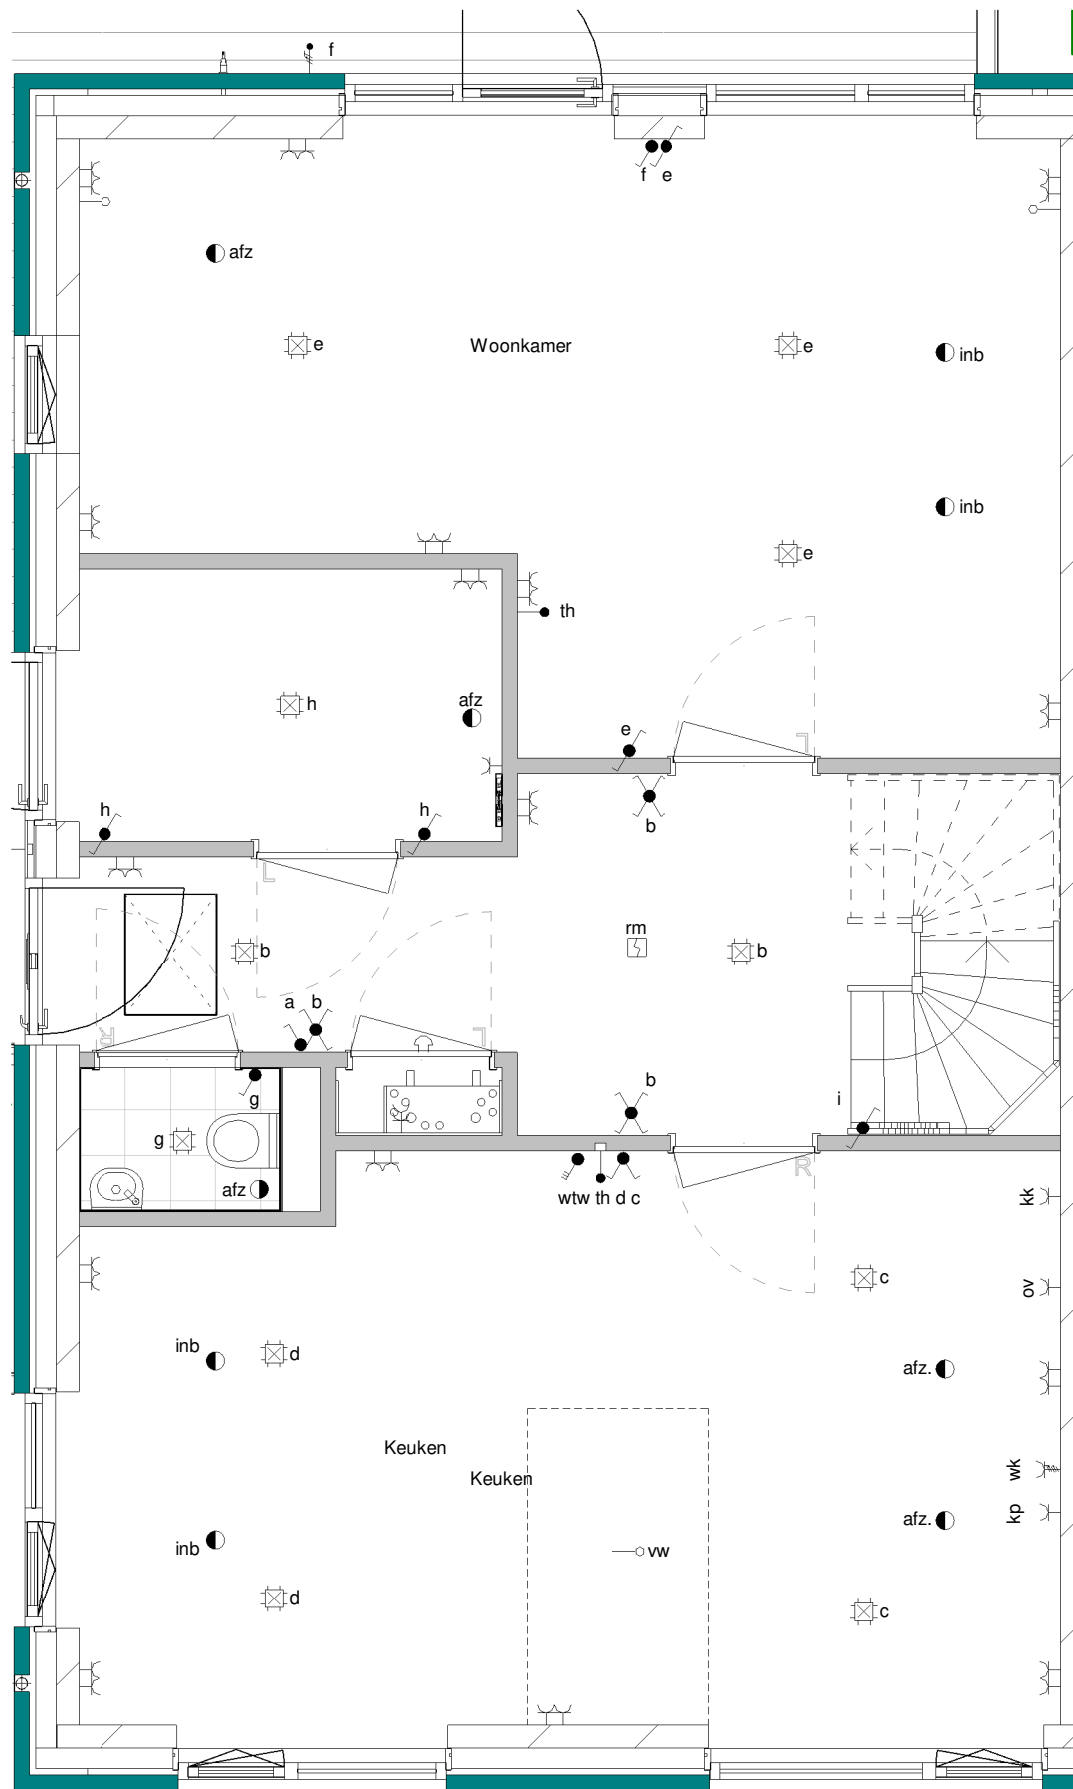 f
f e
afz
e
Woonkamer
e
inb
inb
e
th
h
afz
e
L
b
h
h
L
b
rm
b
a b
R
L
g
g
afz
b
i
wtw th d c
R
kk
ov
c
inb
d
afz.
Keuken
Keuken
wk
kp
afz.
inb
vw
d
c